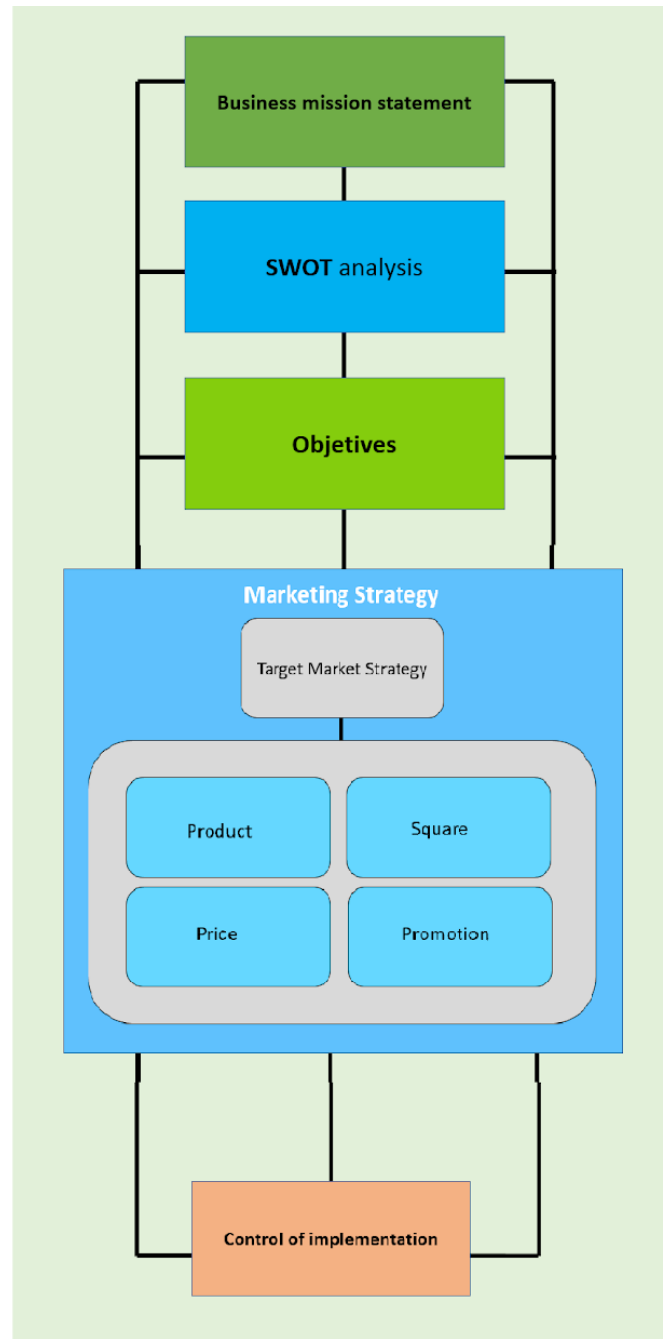 Business mission statement
SWOT analysis
Objetives
Marketing Strategy
Target Market Strategy
Product
Square
Price
Promotion
Control of implementation